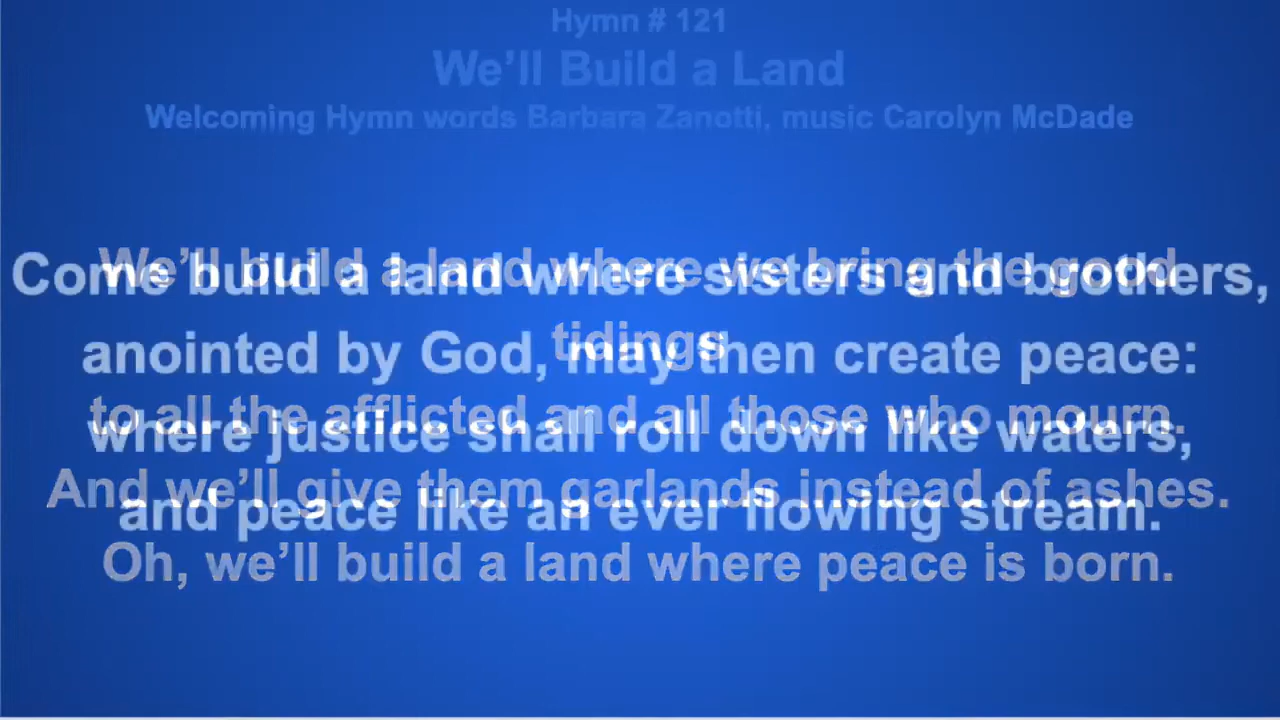 Hymn # 121
We’ll Build a Land
Welcoming Hymn words Barbara Zanotti, music Carolyn McDade
We’ll build a land where we bring the good
tidings
to all the afflicted and all those who mourn.
And we’ll give them garlands instead of ashes.
Oh, we’ll build a land where peace is born.
Come build a land where sisters and brothers,
anointed by God, may then create peace:
where justice shall roll down like waters,
and peace like an ever flowing stream.